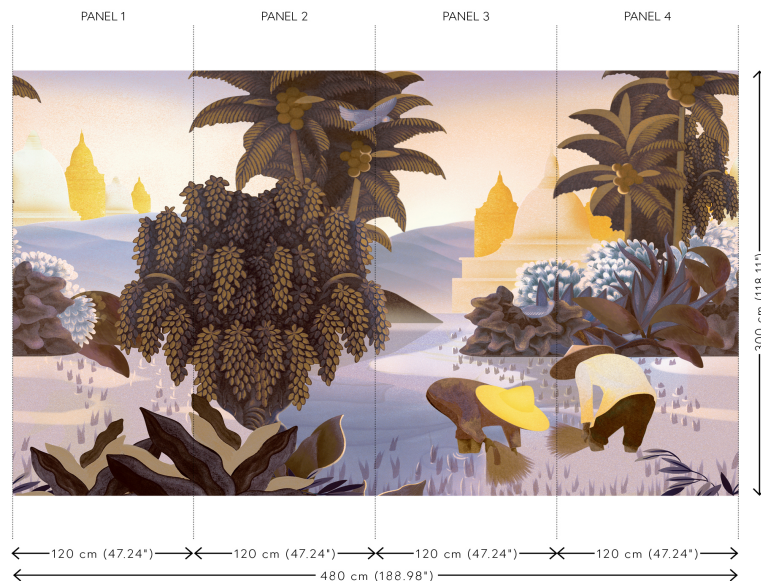 PANEL 1
PANEL 2
PANEL 3
PANEL 4
300 cm (118.11")
120 cm (47.24")
120 cm (47.24")
120 cm (47.24")
120 cm (47.24")
480 cm (188.98")